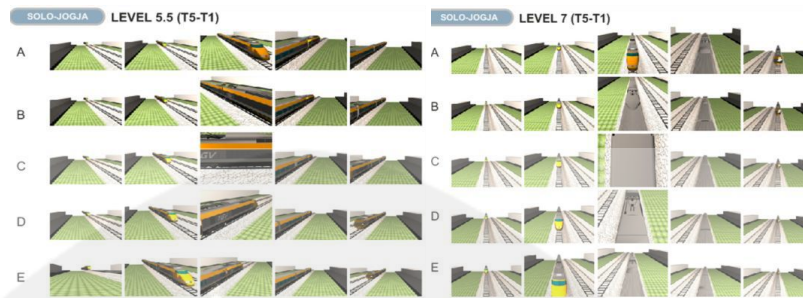 SOLO-JOGJA LEVEL 5.5 (T5-T1)
A
B
C
D
E
SOLO-JOGJA LEVEL 7 (T5-T1)
A
B
C
D
E